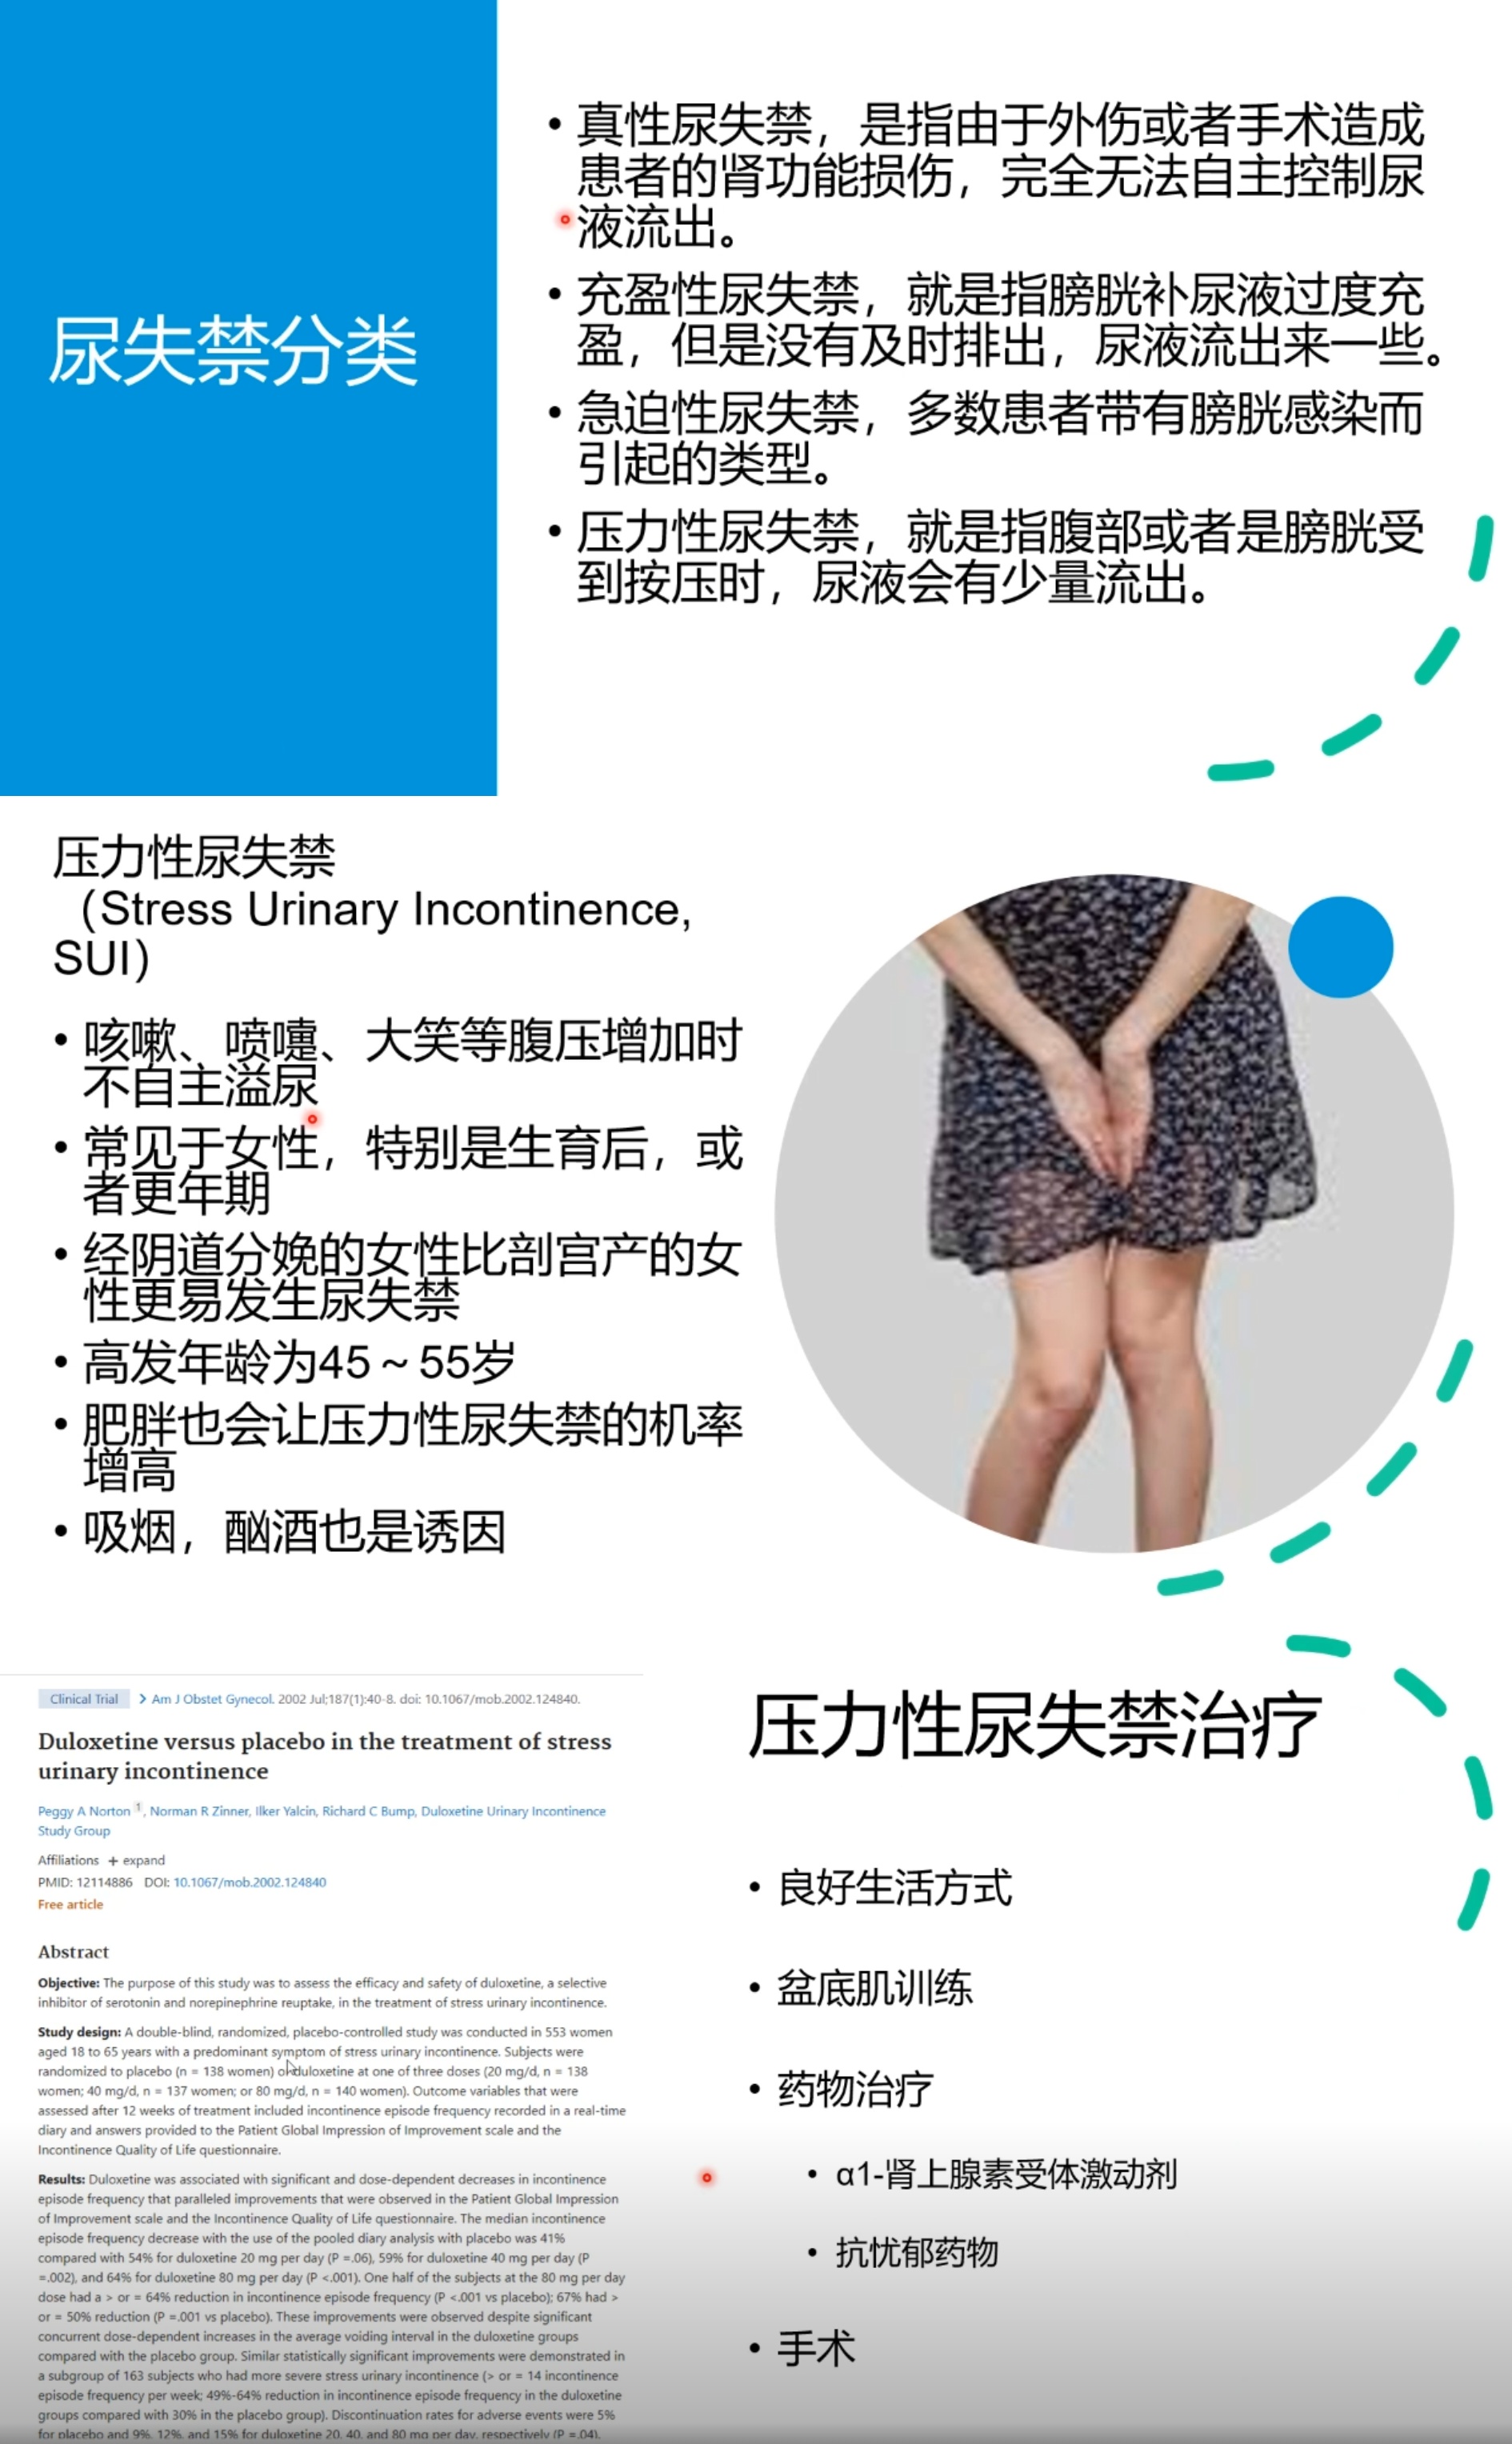 尿失禁分类
• 真性尿失禁，是指由于外伤或者手术造成
患者的肾功能损伤，完全无法自主控制尿
液流出。
• 充盈性尿失禁，就是指膀胱补尿液过度充
盈，但是没有及时排出，尿液流出来一些。
• 急迫性尿失禁，多数患者带有膀胱感染而
引起的类型。
• 压力性尿失禁，就是指腹部或者是膀胱受
到按压时，尿液会有少量流出。
压力性尿失禁
（Stress Urinary Incontinence,
SUI）
• 咳嗽、喷嚏、大笑等腹压增加时
不自主溢尿
• 常见于女性，特别是生育后，或
者更年期
• 经阴道分娩的女性比剖宫产的女
性更易发生尿失禁
• 高发年龄为45～55岁
• 肥胖也会让压力性尿失禁的机率
增高
• 吸烟，酗酒也是诱因
Clinical Trial > Am J Obstet Gynecol. 2002 Jul;187(1):40-8. doi: 10.1067/mob.2002.124840.
Duloxetine versus placebo in the treatment of stress
urinary incontinence
Peggy A Norton 1, Norman R Zinner, Ilker Yalcin, Richard C Bump, Duloxetine Urinary Incontinence
Study Group
Affiliations + expand
PMID: 12114886 DOI: 10.1067/mob.2002.124840
Free article
Abstract
Objective: The purpose of this study was to assess the efficacy and safety of duloxetine, a selective
inhibitor of serotonin and norepinephrine reuptake, in the treatment of stress urinary incontinence.
Study design: A double-blind, randomized, placebo-controlled study was conducted in 553 women
aged 18 to 65 years with a predominant symptom of stress urinary incontinence. Subjects were
randomized to placebo (n = 138 women) or duloxetine at one of three doses (20 mg/d, n = 138
women; 40 mg/d, n = 137 women; or 80 mg/d, n = 140 women). Outcome variables that were
assessed after 12 weeks of treatment included incontinence episode frequency recorded in a real-time
diary and answers provided to the Patient Global Impression of Improvement scale and the
Incontinence Quality of Life questionnaire.
Results: Duloxetine was associated with significant and dose-dependent decreases in incontinence
episode frequency that paralleled improvements that were observed in the Patient Global Impression
of Improvement scale and the Incontinence Quality of Life questionnaire. The median incontinence
episode frequency decrease with the use of the pooled diary analysis with placebo was 41%
compared with 54% for duloxetine 20 mg per day (P =.06), 59% for duloxetine 40 mg per day (P
=.002), and 64% for duloxetine 80 mg per day (P <.001). One half of the subjects at the 80 mg per day
dose had a > or = 64% reduction in incontinence episode frequency (P <.001 vs placebo); 67% had >
or = 50% reduction (P =.001 vs placebo). These improvements were observed despite significant
concurrent dose-dependent increases in the average voiding interval in the duloxetine groups
compared with the placebo group. Similar statistically significant improvements were demonstrated in
a subgroup of 163 subjects who had more severe stress urinary incontinence (> or = 14 incontinence
episode frequency per week; 49%-64% reduction in incontinence episode frequency in the duloxetine
groups compared with 30% in the placebo group). Discontinuation rates for adverse events were 5%
for placebo and 9%, 12%, and 15% for duloxetine 20, 40, and 80 mg per day, respectively (P =.04).
压力性尿失禁治疗
• 良好生活方式
• 盆底肌训练
• 药物治疗
• α1-肾上腺素受体激动剂
• 抗忧郁药物
• 手术